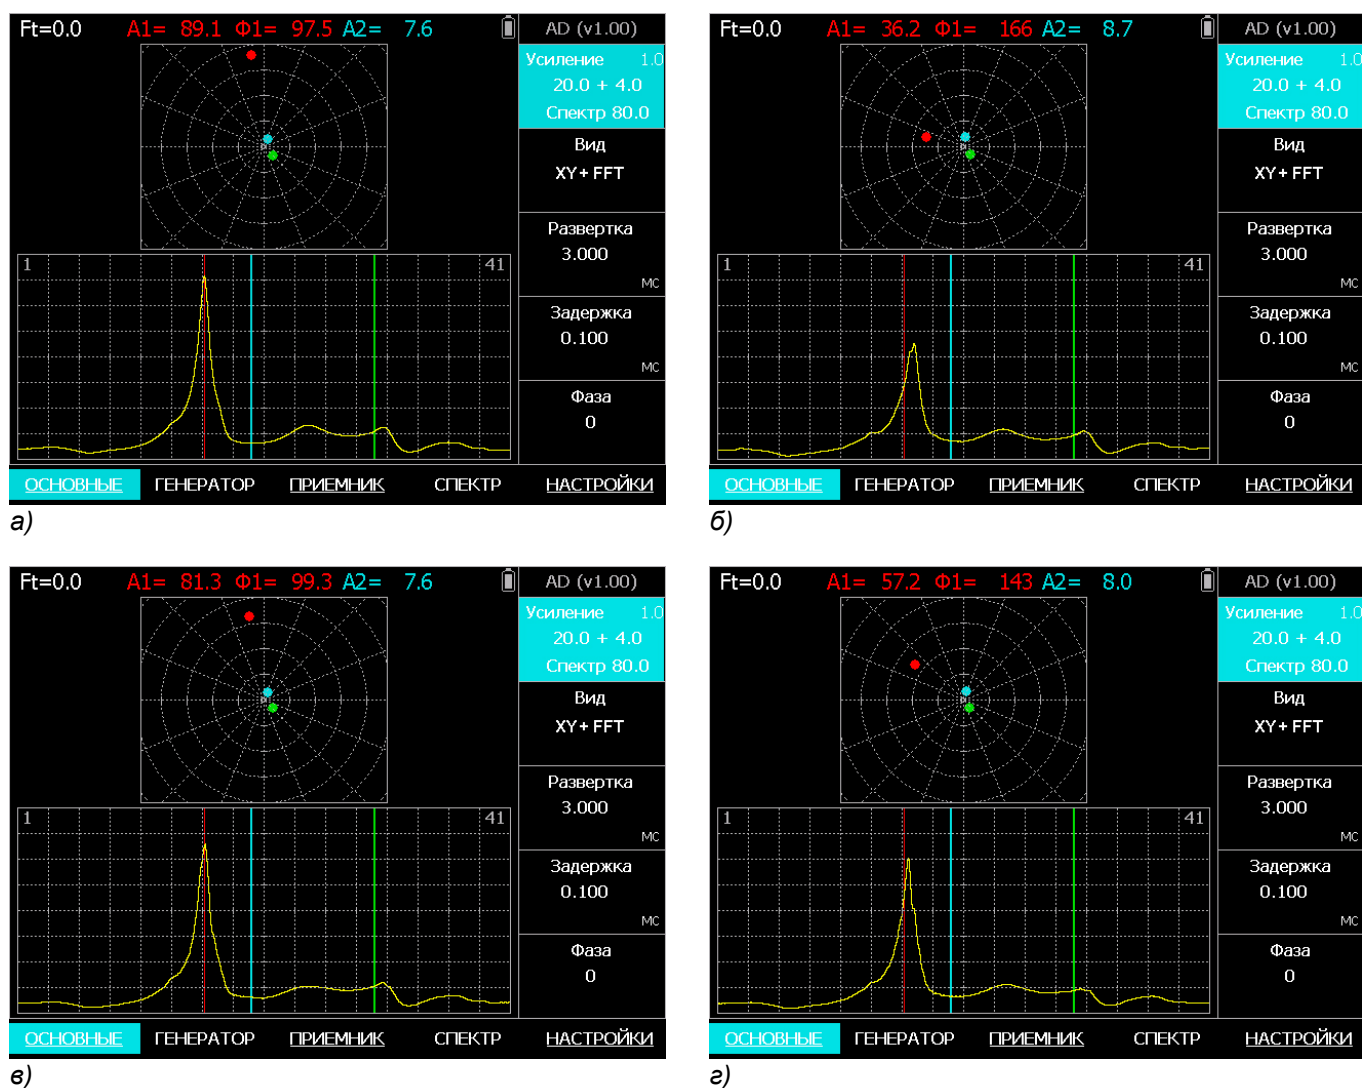 Ft=0.0 A1= 89.1 Ф1= 97.5 A2= 7.6 AD (v1.00)
Усиление 1.0
20.0 + 4.0
Спектр 80.0
Вид
XY+FFT
Развертка
3.000
мс
Задержка
0.100
мс
Фаза
0
1 41
ОСНОВНЫЕ ГЕНЕРАТОР ПРИЕМНИК СПЕКТР НАСТРОЙКИ
а)
Ft=0.0 A1= 36.2 Ф1= 166 A2= 8.7 AD (v1.00)
Усиление 1.0
20.0 + 4.0
Спектр 80.0
Вид
XY+FFT
Развертка
3.000
мс
Задержка
0.100
мс
Фаза
0
1 41
ОСНОВНЫЕ ГЕНЕРАТОР ПРИЕМНИК СПЕКТР НАСТРОЙКИ
б)
Ft=0.0 A1= 81.3 Ф1= 99.3 A2= 7.6 AD (v1.00)
Усиление 1.0
20.0 + 4.0
Спектр 80.0
Вид
XY+FFT
Развертка
3.000
мс
Задержка
0.100
мс
Фаза
0
1 41
ОСНОВНЫЕ ГЕНЕРАТОР ПРИЕМНИК СПЕКТР НАСТРОЙКИ
в)
Ft=0.0 A1= 57.2 Ф1= 143 A2= 8.0 AD (v1.00)
Усиление 1.0
20.0 + 4.0
Спектр 80.0
Вид
XY+FFT
Развертка
3.000
мс
Задержка
0.100
мс
Фаза
0
1 41
ОСНОВНЫЕ ГЕНЕРАТОР ПРИЕМНИК СПЕКТР НАСТРОЙКИ
г)